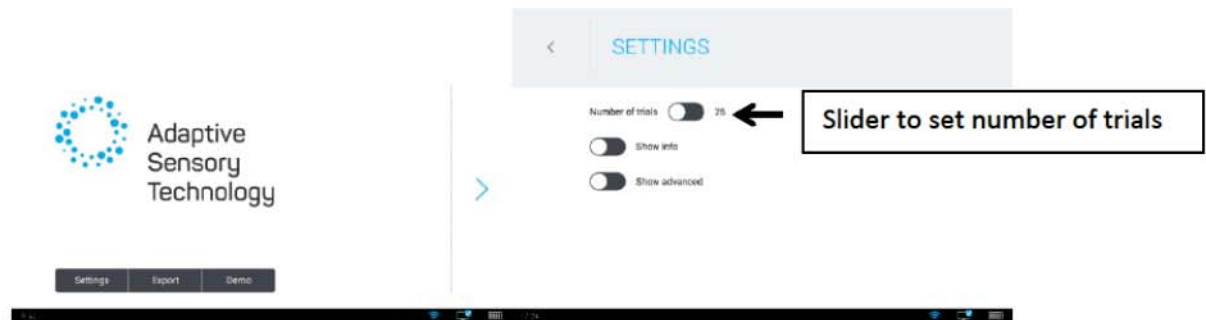 SETTINGS
Number of trials 25
Slider to set number of trials
Show info
Show advanced
Adaptive
Sensory
Technology
Settings Export Demo